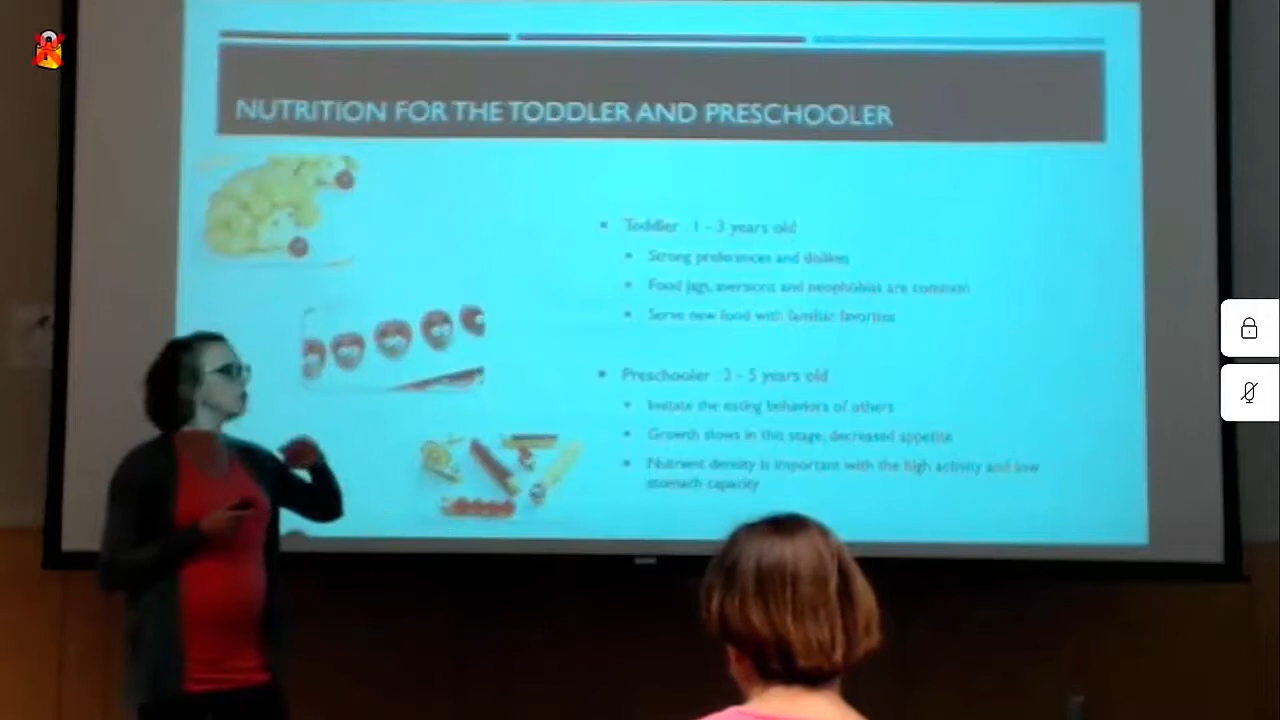 NUTRITION FOR THE TODDLER AND PRESCHOOLER
Toddler : 1 - 3 years old
Strong preferences and dislikes
Food jags, aversions and neophobias are common
Serve new food with familiar favorites
Preschooler : 3 - 5 years old
Imitate the eating behaviors of others
Growth slows in this stage, decreased appetite
Nutrient density is important with the high activity and low
stomach capacity